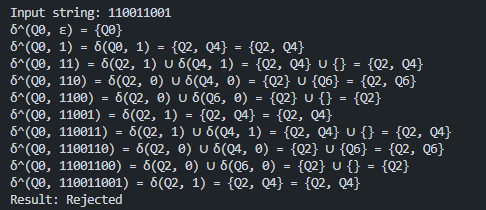 Input string: 110011001
δ^(Q0, ε) = {Q0}
δ^(Q0, 1) = δ(Q0, 1) = {Q2, Q4} = {Q2, Q4}
δ^(Q0, 11) = δ(Q2, 1) ∪ δ(Q4, 1) = {Q2, Q4} ∪ {} = {Q2, Q4}
δ^(Q0, 110) = δ(Q2, 0) ∪ δ(Q4, 0) = {Q2} ∪ {Q6} = {Q2, Q6}
δ^(Q0, 1100) = δ(Q2, 0) ∪ δ(Q6, 0) = {Q2} ∪ {} = {Q2}
δ^(Q0, 11001) = δ(Q2, 1) = {Q2, Q4} = {Q2, Q4}
δ^(Q0, 110011) = δ(Q2, 1) ∪ δ(Q4, 1) = {Q2, Q4} ∪ {} = {Q2, Q4}
δ^(Q0, 1100110) = δ(Q2, 0) ∪ δ(Q4, 0) = {Q2} ∪ {Q6} = {Q2, Q6}
δ^(Q0, 11001100) = δ(Q2, 0) ∪ δ(Q6, 0) = {Q2} ∪ {} = {Q2}
δ^(Q0, 110011001) = δ(Q2, 1) = {Q2, Q4} = {Q2, Q4}
Result: Rejected